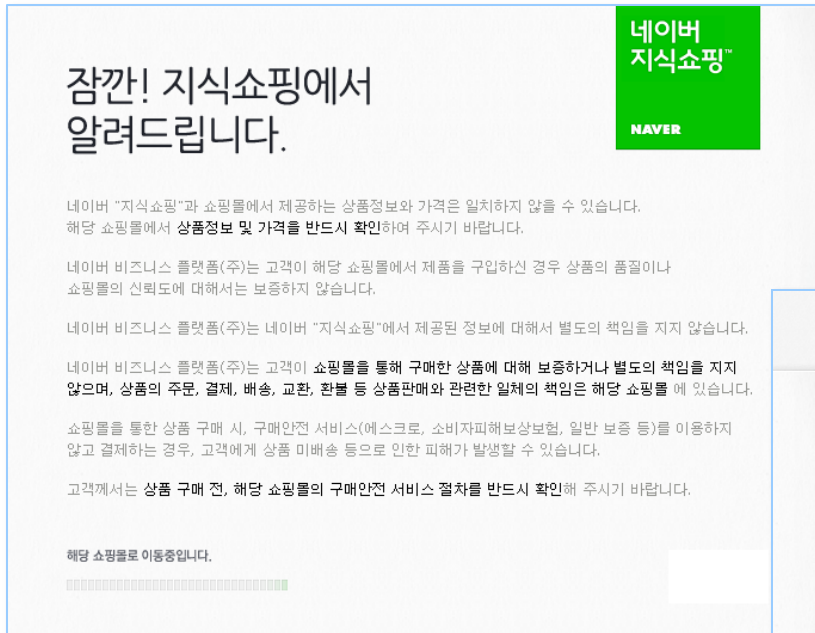 네이버
지식쇼핑™
NAVER
잠깐! 지식쇼핑에서
알려드립니다.
네이버 "지식쇼핑"과 쇼핑몰에서 제공하는 상품정보와 가격은 일치하지 않을 수 있습니다.
해당 쇼핑몰에서 상품정보 및 가격을 반드시 확인하여 주시기 바랍니다.
네이버 비즈니스 플랫폼(주)는 고객이 해당 쇼핑몰에서 제품을 구입하신 경우 상품의 품질이나
쇼핑몰의 신뢰도에 대해서는 보증하지 않습니다.
네이버 비즈니스 플랫폼(주)는 네이버 "지식쇼핑"에서 제공된 정보에 대해서 별도의 책임을 지지 않습니다.
네이버 비즈니스 플랫폼(주)는 고객이 쇼핑몰을 통해 구매한 상품에 대해 보증하거나 별도의 책임을 지지
않으며, 상품의 주문, 결제, 배송, 교환, 환불 등 상품판매와 관련한 일체의 책임은 해당 쇼핑몰 에 있습니다.
쇼핑몰을 통한 상품 구매 시, 구매안전 서비스(에스크로, 소비자피해보상보험, 일반 보증 등)를 이용하지
않고 결제하는 경우, 고객에게 상품 미배송 등으로 인한 피해가 발생할 수 있습니다.
고객께서는 상품 구매 전, 해당 쇼핑몰의 구매안전 서비스 절차를 반드시 확인해 주시기 바랍니다.
해당 쇼핑몰로 이동중입니다.